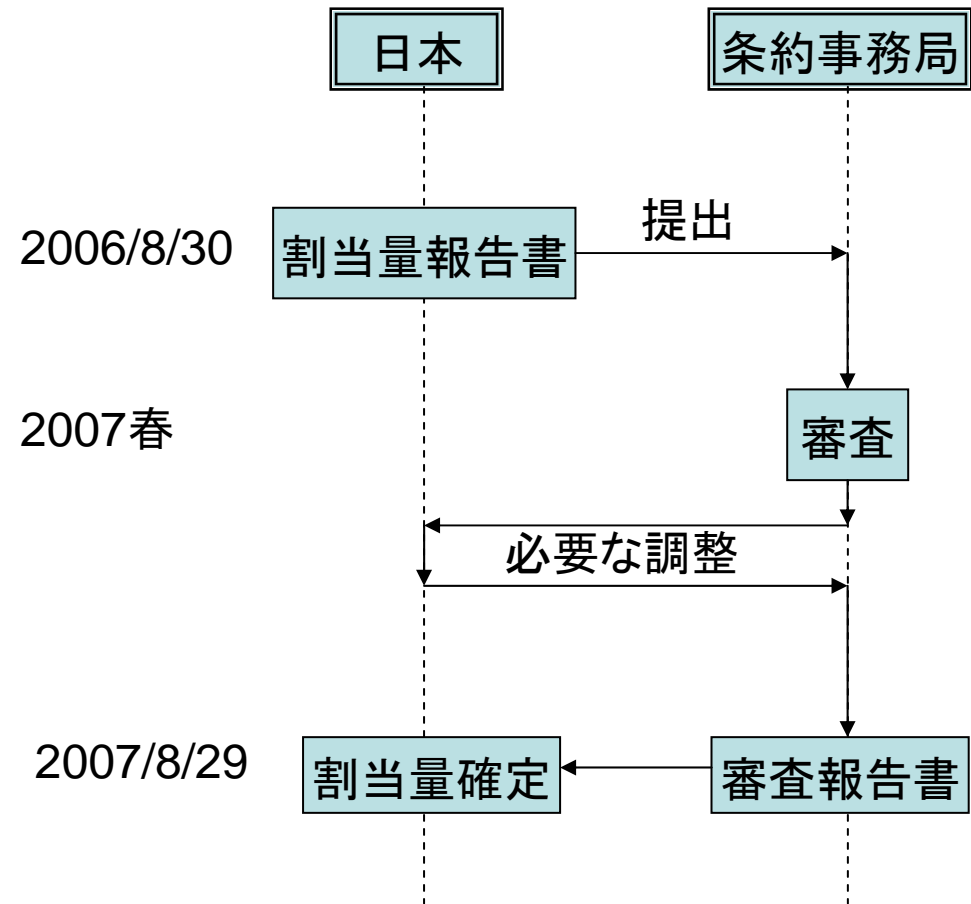 日本
条約事務局
2006/8/30
割当量報告書
提出
2007春
審査
必要な調整
2007/8/29
割当量確定
審査報告書